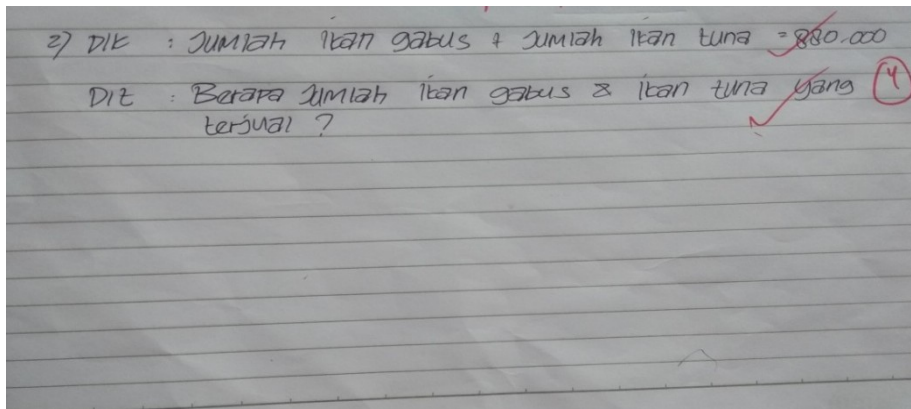 2) Dik : Jumlah ikan gabus + Jumlah ikan tuna = 880.000
Dit : Berapa Jumlah ikan gabus & ikan tuna yang
terjual ?
4